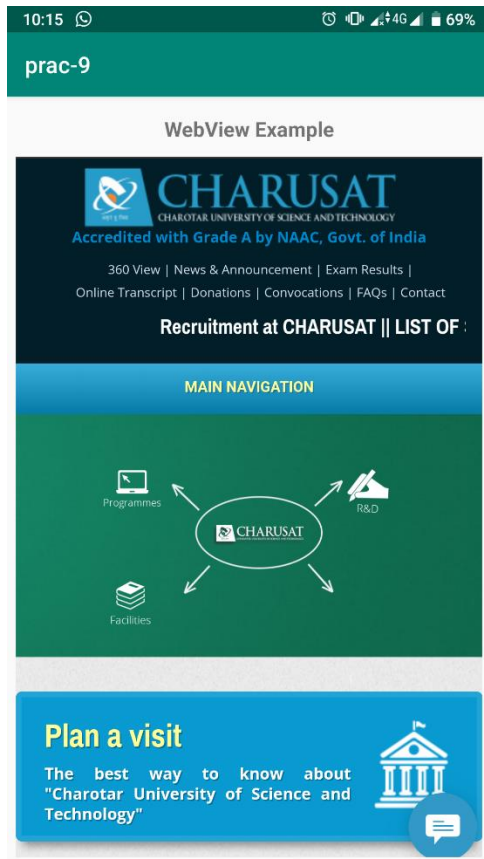 10:15 4G 69%
prac-9
WebView Example
CHARUSAT
CHAROTAR UNIVERSITY OF SCIENCE AND TECHNOLOGY
Accredited with Grade A by NAAC, Govt. of India
360 View | News & Announcement | Exam Results |
Online Transcript | Donations | Convocations | FAQs | Contact
Recruitment at CHARUSAT || LIST OF
MAIN NAVIGATION
Programmes
R&D
CHARUSAT
Facilities
Plan a visit
The best way to know about
"Charotar University of Science and
Technology"